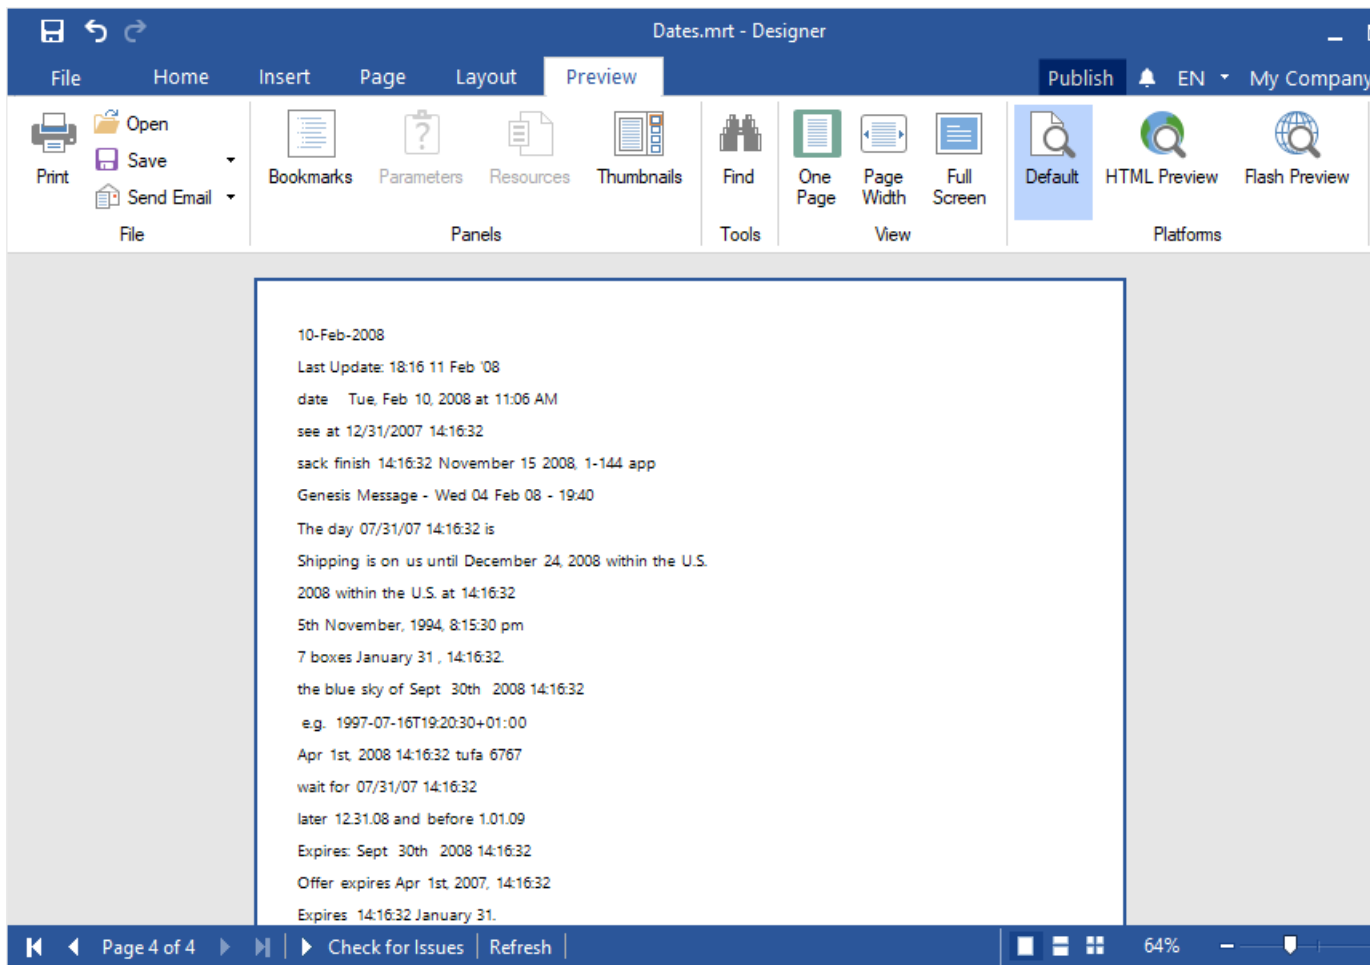 Dates.mrt - Designer
File Home Insert Page Layout Preview Publish EN My Company
Print Open Save Send Email Bookmarks Parameters Resources Thumbnails Find One Page Page Width Full Screen Default HTML Preview Flash Preview
File Panels Tools View Platforms
10-Feb-2008
Last Update: 18:16 11 Feb '08
date Tue, Feb 10, 2008 at 11:06 AM
see at 12/31/2007 14:16:32
sack finish 14:16:32 November 15 2008, 1-144 app
Genesis Message - Wed 04 Feb 08 - 19:40
The day 07/31/07 14:16:32 is
Shipping is on us until December 24, 2008 within the U.S.
2008 within the U.S. at 14:16:32
5th November, 1994, 8:15:30 pm
7 boxes January 31 , 14:16:32.
the blue sky of Sept 30th 2008 14:16:32
e.g. 1997-07-16T19:20:30+01:00
Apr 1st, 2008 14:16:32 tufa 6767
wait for 07/31/07 14:16:32
later 12.31.08 and before 1.01.09
Expires: Sept 30th 2008 14:16:32
Offer expires Apr 1st, 2007, 14:16:32
Expires 14:16:32 January 31.
Page 4 of 4 Check for Issues Refresh 64%